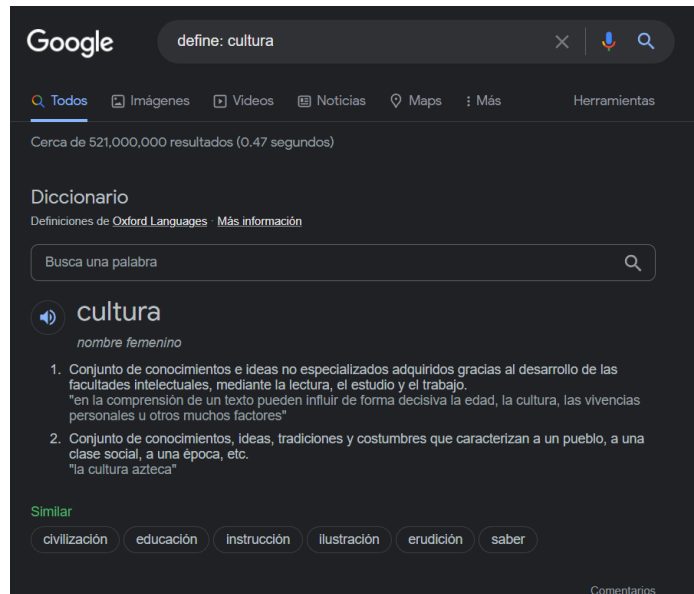 Google define: cultura
Todos Imágenes Videos Noticias Maps Más Herramientas
Cerca de 521,000,000 resultados (0.47 segundos)
Diccionario
Definiciones de Oxford Languages · Más información
Busca una palabra
cultura
nombre femenino
1. Conjunto de conocimientos e ideas no especializados adquiridos gracias al desarrollo de las
facultades intelectuales, mediante la lectura, el estudio y el trabajo.
"en la comprensión de un texto pueden influir de forma decisiva la edad, la cultura, las vivencias
personales u otros muchos factores"
2. Conjunto de conocimientos, ideas, tradiciones y costumbres que caracterizan a un pueblo, a una
clase social, a una época, etc.
"la cultura azteca"
Similar
civilización educación instrucción ilustración erudición saber
Comentarios